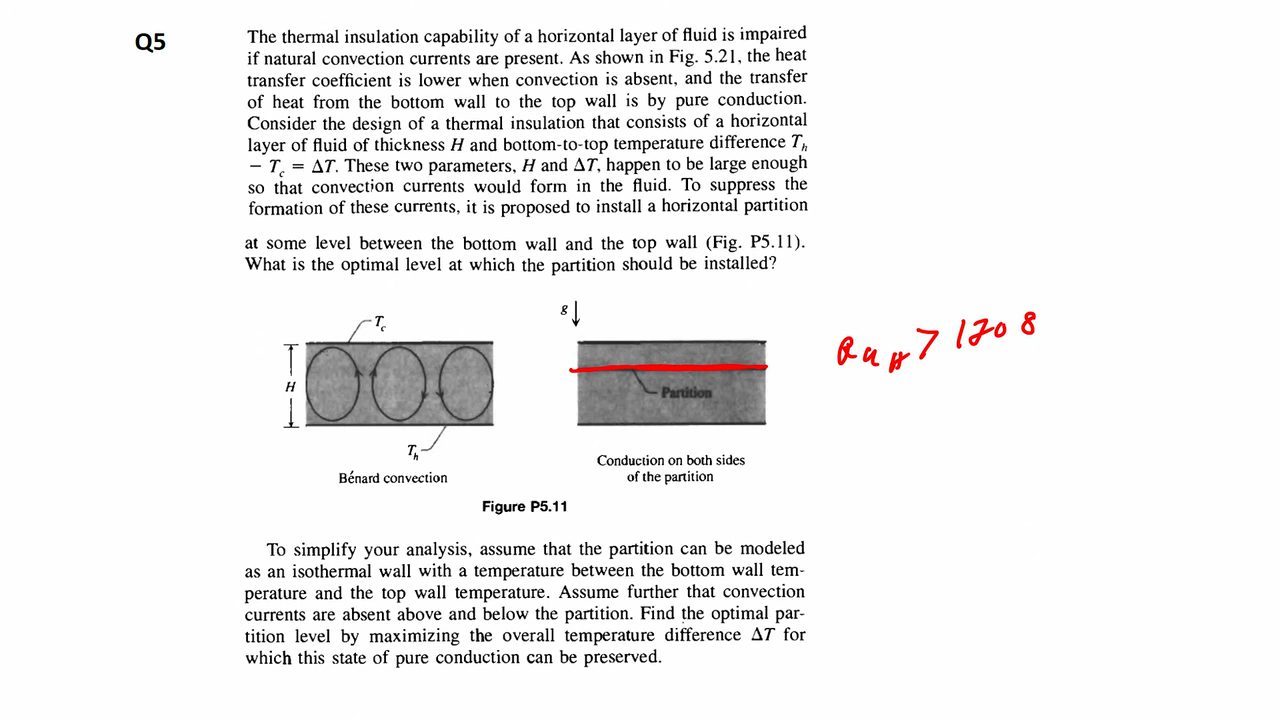 Q5
The thermal insulation capability of a horizontal layer of fluid is impaired
if natural convection currents are present. As shown in Fig. 5.21, the heat
transfer coefficient is lower when convection is absent, and the transfer
of heat from the bottom wall to the top wall is by pure conduction.
Consider the design of a thermal insulation that consists of a horizontal
layer of fluid of thickness H and bottom-to-top temperature difference Tₕ
− T_c = ΔT. These two parameters, H and ΔT, happen to be large enough
so that convection currents would form in the fluid. To suppress the
formation of these currents, it is proposed to install a horizontal partition
at some level between the bottom wall and the top wall (Fig. P5.11).
What is the optimal level at which the partition should be installed?
g
T_c
Ra_H > 1708
H
Partition
Tₕ
Conduction on both sides
of the partition
Bénard convection
Figure P5.11
To simplify your analysis, assume that the partition can be modeled
as an isothermal wall with a temperature between the bottom wall tem-
perature and the top wall temperature. Assume further that convection
currents are absent above and below the partition. Find the optimal par-
tition level by maximizing the overall temperature difference ΔT for
which this state of pure conduction can be preserved.